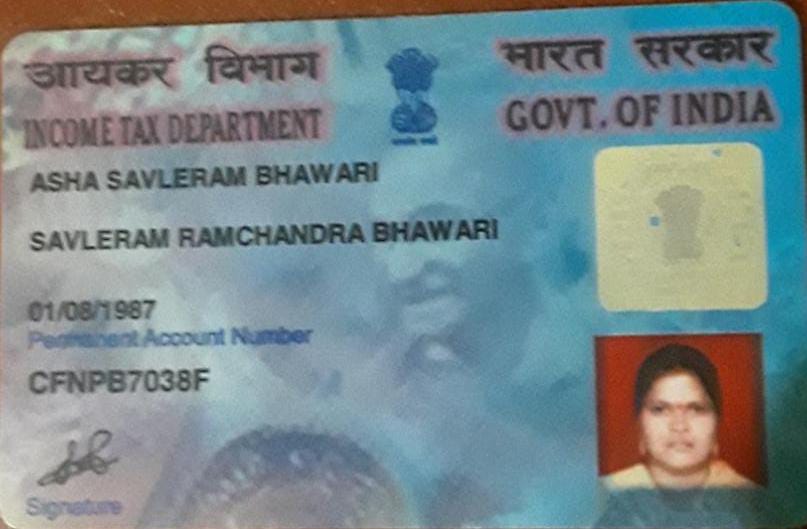 आयकर विभाग
भारत सरकार
INCOME TAX DEPARTMENT
GOVT. OF INDIA
ASHA SAVLERAM BHAWARI
SAVLERAM RAMCHANDRA BHAWARI
01/08/1987
Permanent Account Number
CFNPB7038F
Signature